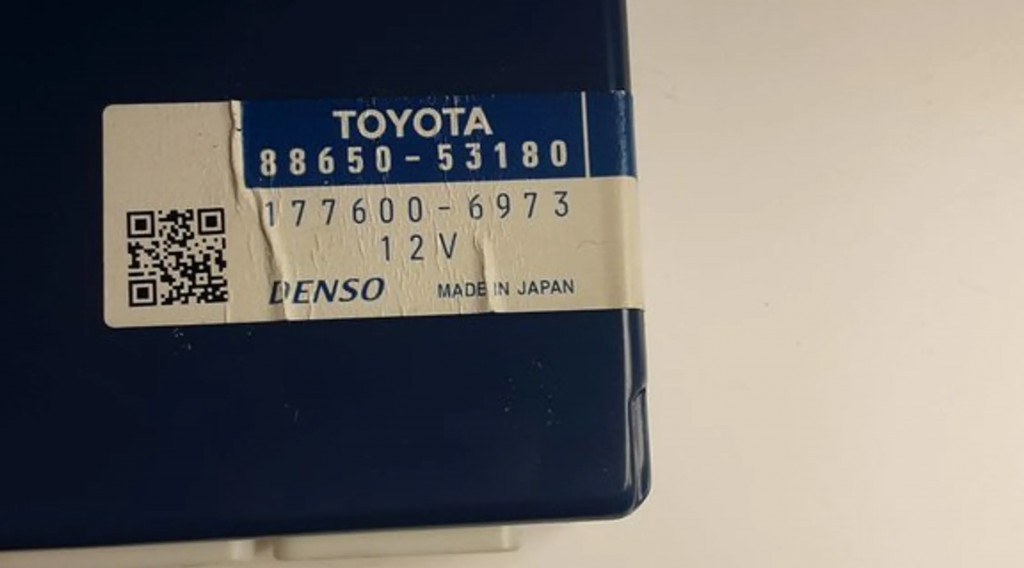 TOYOTA
88650-53180
177600-6973
12V
DENSO MADE IN JAPAN